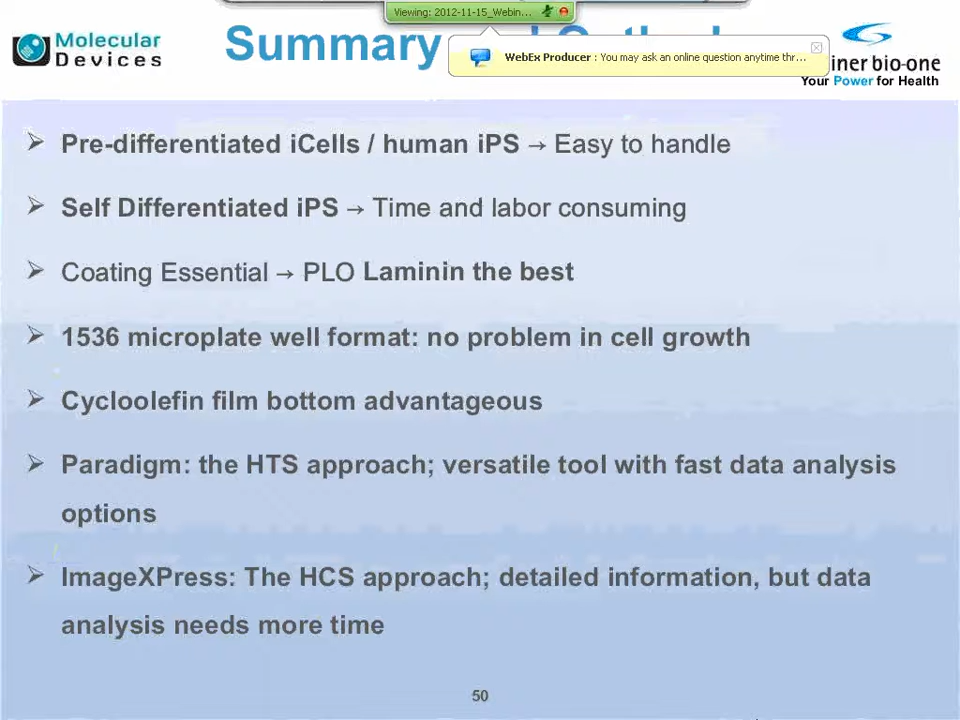 Viewing: 2012-11-15_Webin...
Molecular
Devices
Summary
WebEx Producer : You may ask an online question anytime thr...
iner bio-one
Your Power for Health
➢ Pre-differentiated iCells / human iPS → Easy to handle
➢ Self Differentiated iPS → Time and labor consuming
➢ Coating Essential → PLO Laminin the best
➢ 1536 microplate well format: no problem in cell growth
➢ Cycloolefin film bottom advantageous
➢ Paradigm: the HTS approach; versatile tool with fast data analysis
options
➢ ImageXPress: The HCS approach; detailed information, but data
analysis needs more time
50